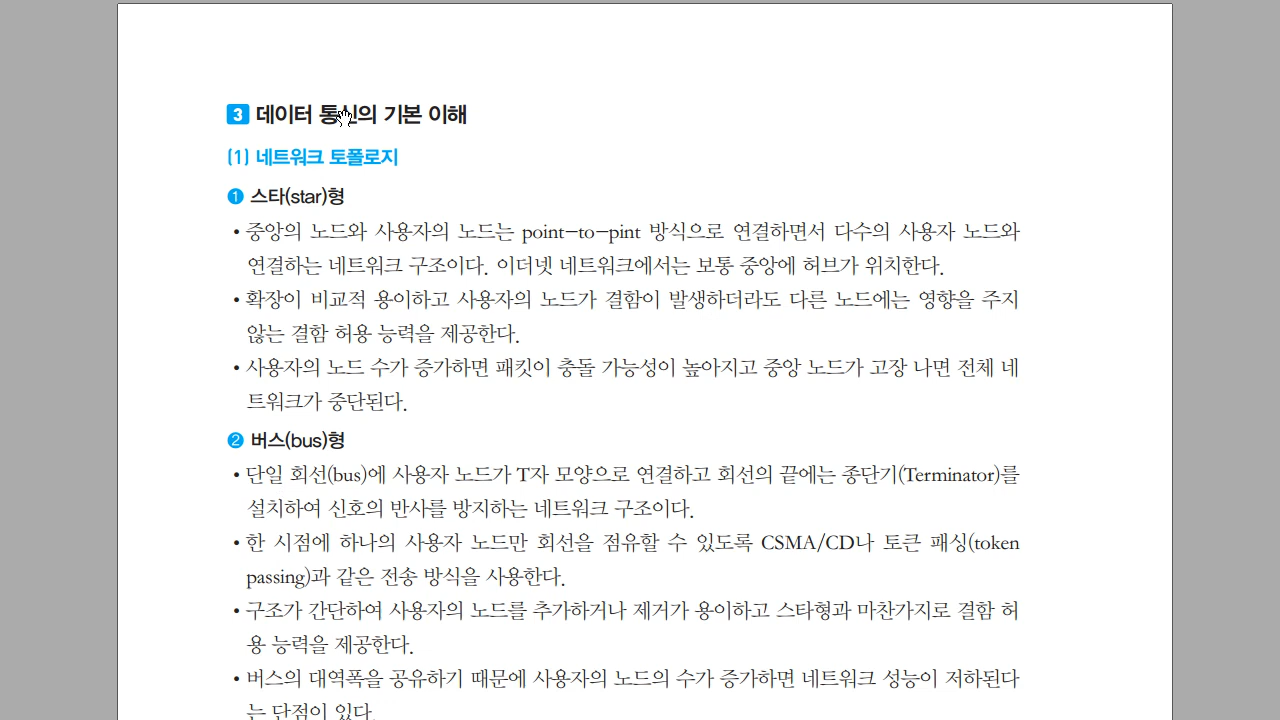 3 데이터 통신의 기본 이해
(1) 네트워크 토폴로지
❶ 스타(star)형
• 중앙의 노드와 사용자의 노드는 point-to-pint 방식으로 연결하면서 다수의 사용자 노드와
연결하는 네트워크 구조이다. 이더넷 네트워크에서는 보통 중앙에 허브가 위치한다.
• 확장이 비교적 용이하고 사용자의 노드가 결함이 발생하더라도 다른 노드에는 영향을 주지
않는 결함 허용 능력을 제공한다.
• 사용자의 노드 수가 증가하면 패킷이 충돌 가능성이 높아지고 중앙 노드가 고장 나면 전체 네
트워크가 중단된다.
❷ 버스(bus)형
• 단일 회선(bus)에 사용자 노드가 T자 모양으로 연결하고 회선의 끝에는 종단기(Terminator)를
설치하여 신호의 반사를 방지하는 네트워크 구조이다.
• 한 시점에 하나의 사용자 노드만 회선을 점유할 수 있도록 CSMA/CD나 토큰 패싱(token
passing)과 같은 전송 방식을 사용한다.
• 구조가 간단하여 사용자의 노드를 추가하거나 제거가 용이하고 스타형과 마찬가지로 결함 허
용 능력을 제공한다.
• 버스의 대역폭을 공유하기 때문에 사용자의 노드의 수가 증가하면 네트워크 성능이 저하된다
는 단점이 있다.